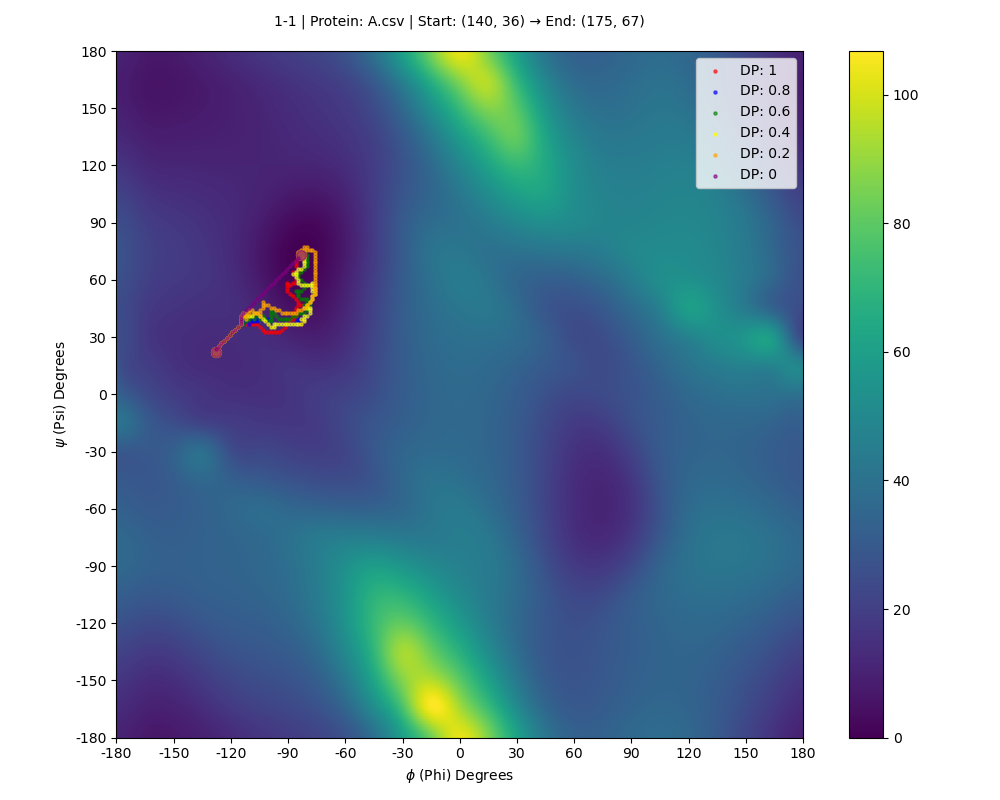 1-1 | Protein: A.csv | Start: (140, 36) → End: (175, 67)
180
150
120
90
60
30
0
-30
-60
-90
-120
-150
-180
ψ (Psi) Degrees
-180 -150 -120 -90 -60 -30 0 30 60 90 120 150 180
ϕ (Phi) Degrees
DP: 1
DP: 0.8
DP: 0.6
DP: 0.4
DP: 0.2
DP: 0
100
80
60
40
20
0